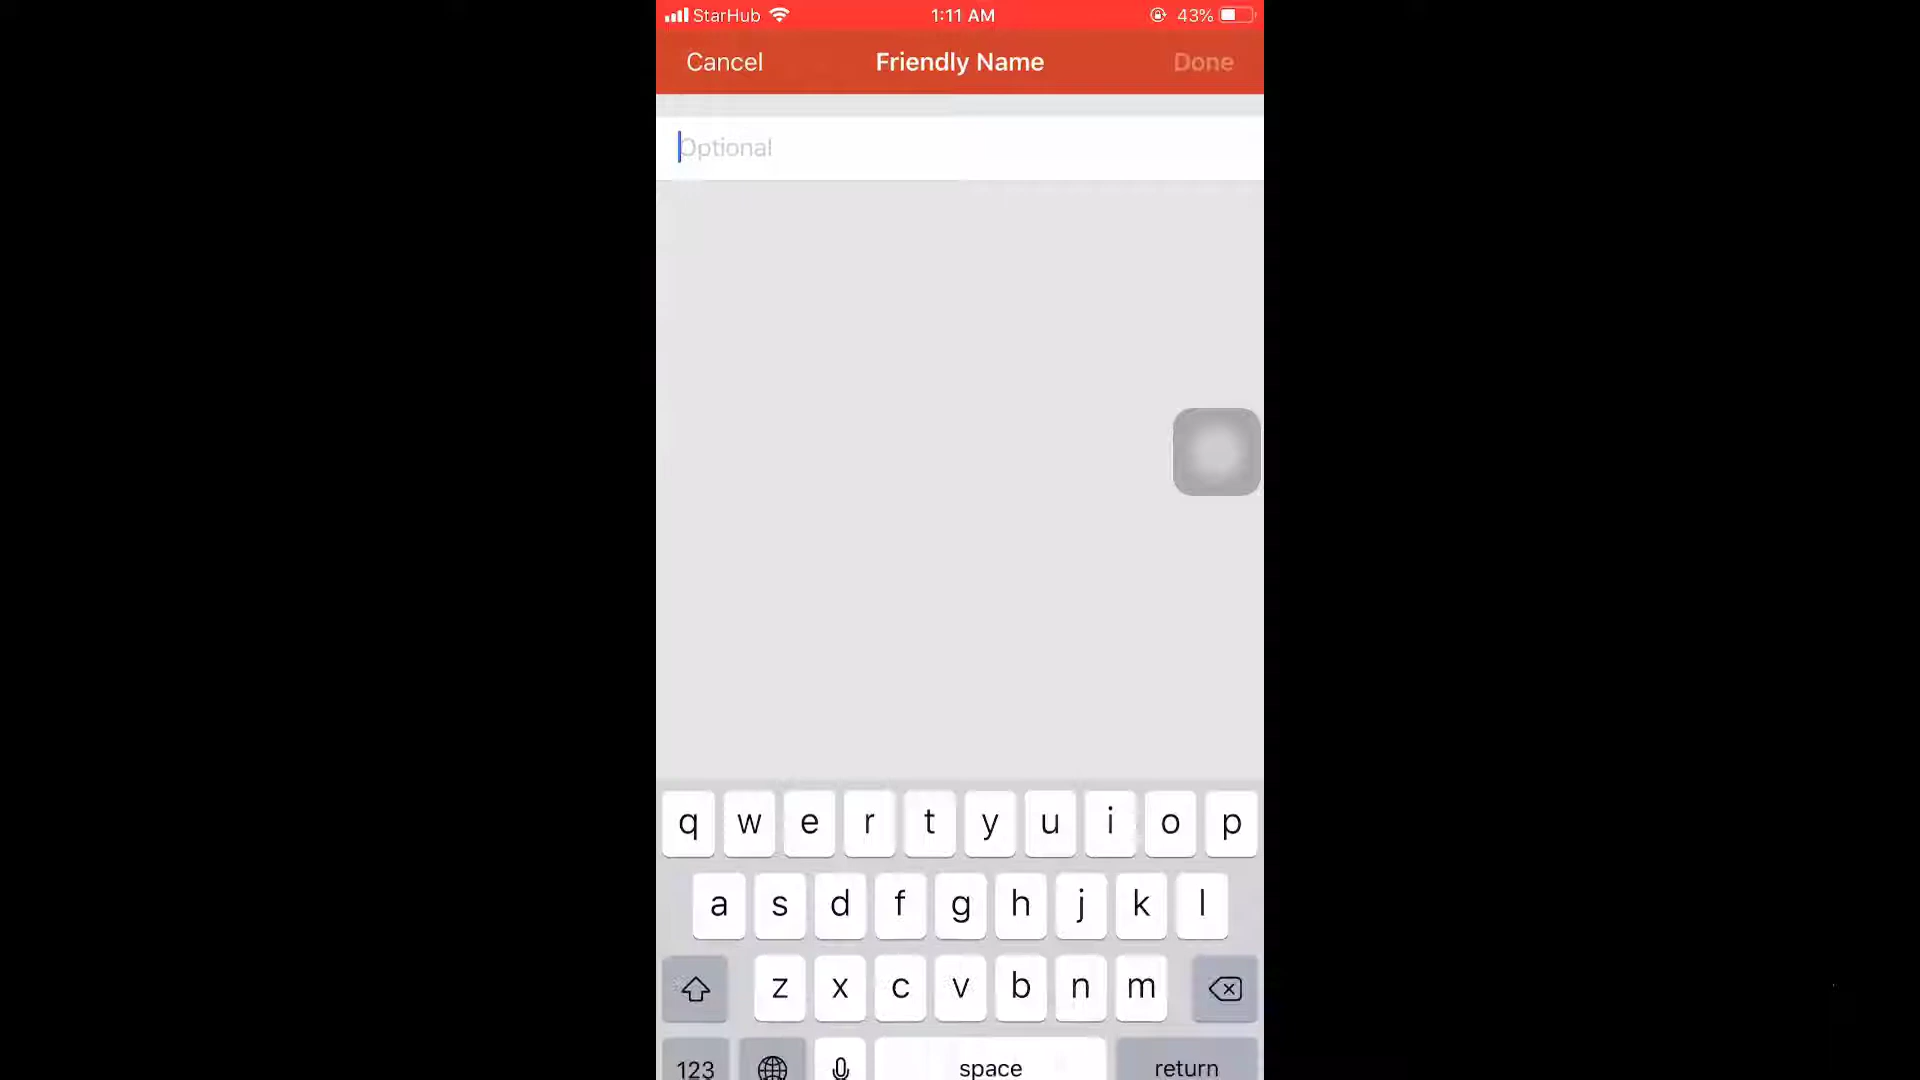 StarHub 1:11 AM 43%
Cancel Friendly Name Done
Optional
q w e r t y u i o p
a s d f g h j k l
z x c v b n m
123 space return